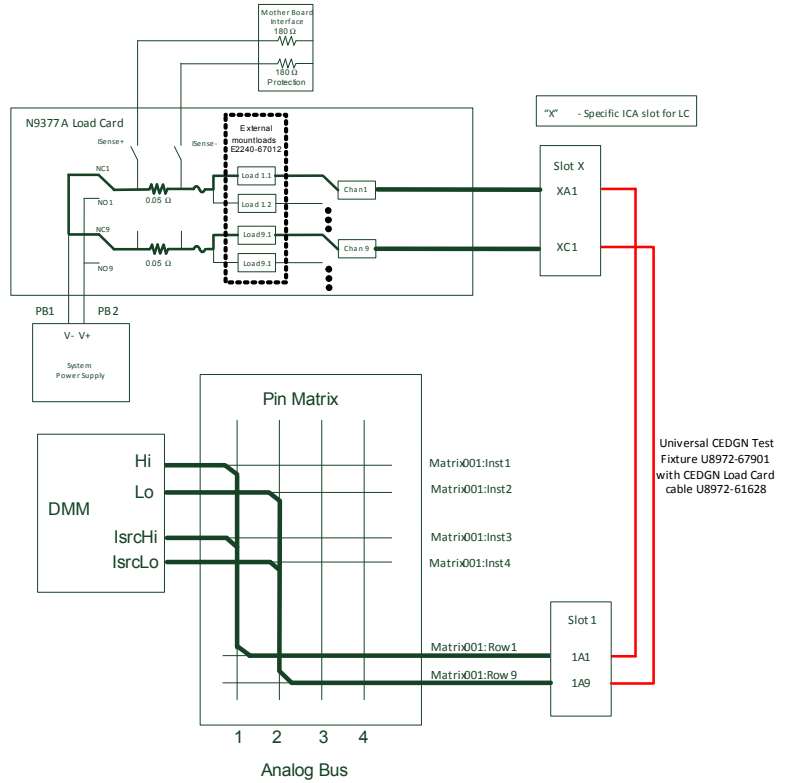 Mother Board
Interface
180 Ω
180 Ω
Protection
N9377A Load Card
ISense+
ISense-
External
mountloads
E2240-67012
NC1
NO1
0.05 Ω
Load 1.1
Load 1.2
Chan1
NC9
NO9
0.05 Ω
Load9.1
Load9.1
Chan 9
"X" - Specific ICA slot for LC
Slot X
XA1
XC1
PB1 PB2
V- V+
System
Power Supply
Pin Matrix
DMM
Hi
Lo
IsrcHi
IsrcLo
Matrix001:Inst1
Matrix001:Inst2
Matrix001:Inst3
Matrix001:Inst4
Universal CEDGN Test
Fixture U8972-67901
with CEDGN Load Card
cable U8972-61628
Matrix001:Row1
Matrix001:Row 9
Slot 1
1A1
1A9
1 2 3 4
Analog Bus